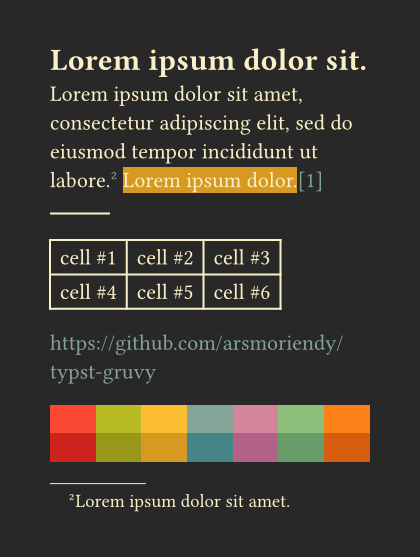 Lorem ipsum dolor sit.
Lorem ipsum dolor sit amet,
consectetur adipiscing elit, sed do
eiusmod tempor incididunt ut
labore.² Lorem ipsum dolor.[1]
cell #1 cell #2 cell #3
cell #4 cell #5 cell #6
https://github.com/arsmoriendy/
typst-gruvy
²Lorem ipsum dolor sit amet.